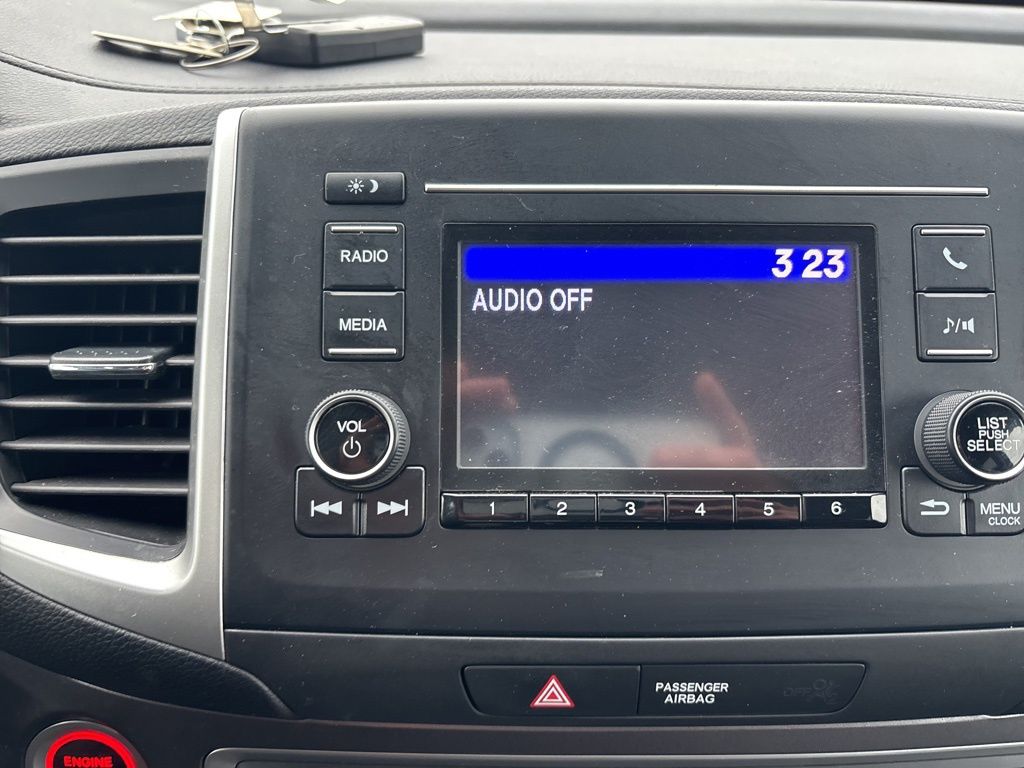 RADIO
3 23
AUDIO OFF
MEDIA
VOL
LIST
PUSH
SELECT
1 2 3 4 5 6
MENU
CLOCK
PASSENGER
AIRBAG
OFF
ENGINE